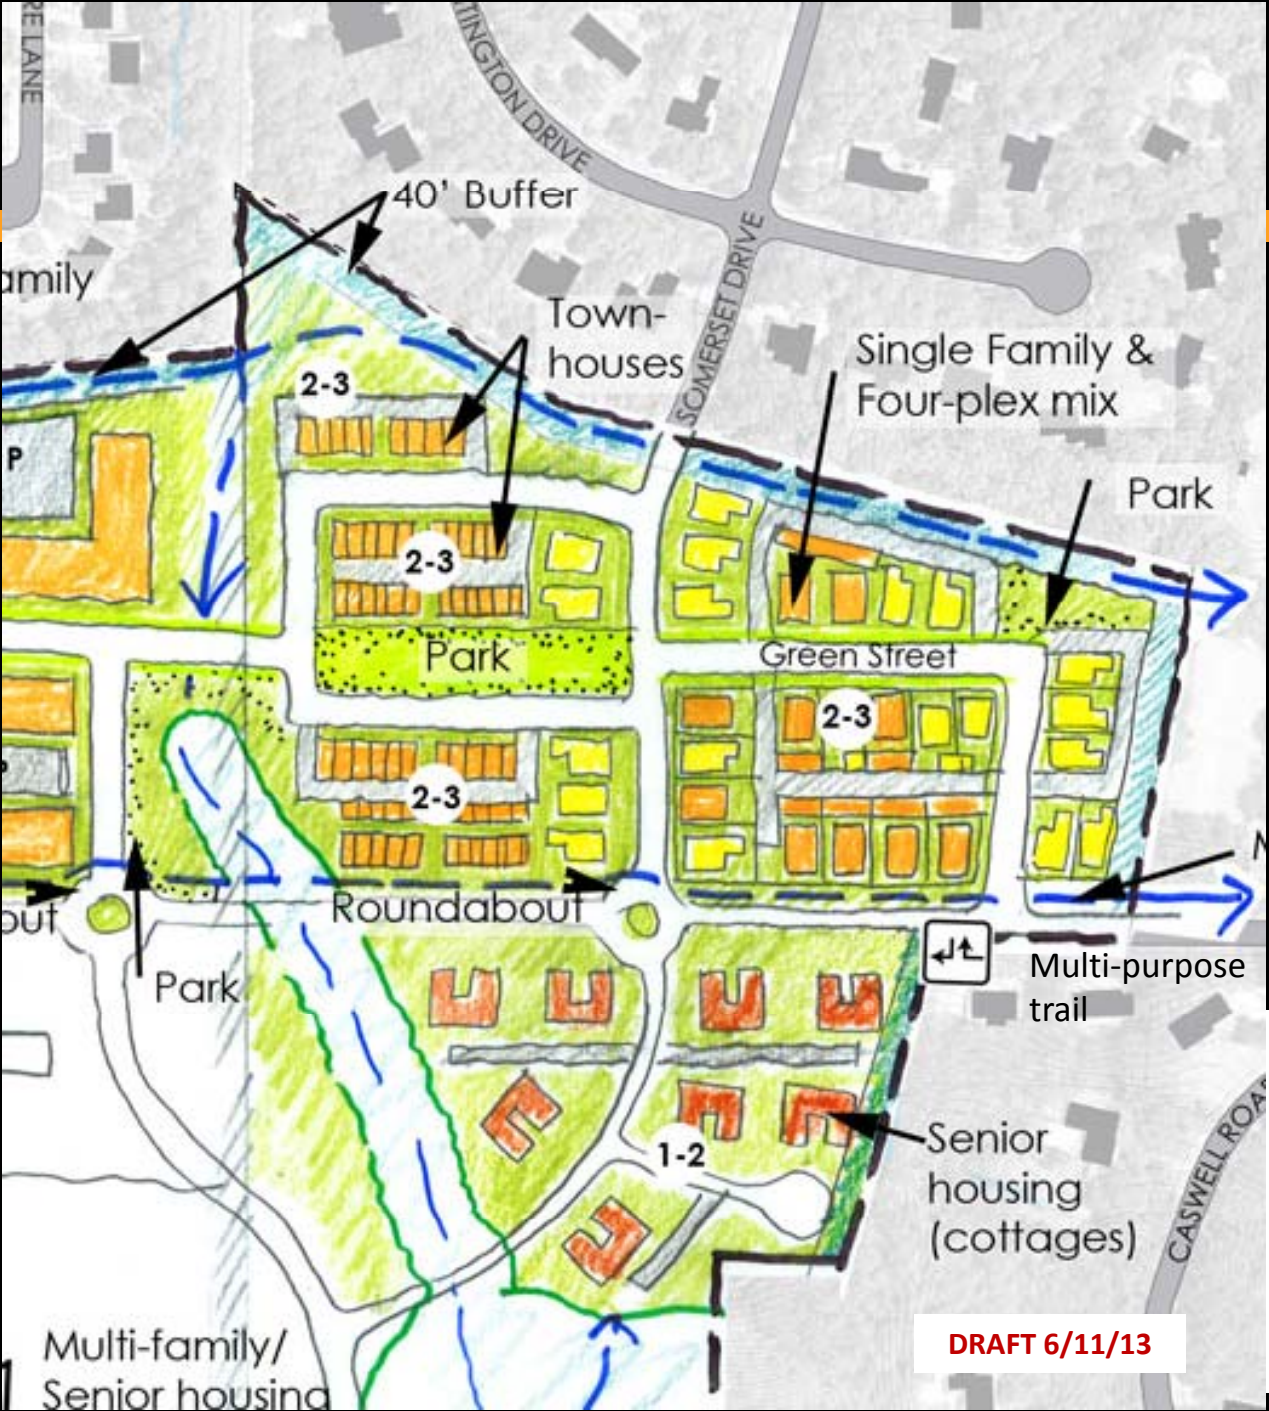 RE LANE
TINGTON DRIVE
40' Buffer
amily
SOMERSET DRIVE
Town-
houses
Single Family &
Four-plex mix
2-3
P
Park
2-3
Park
Green Street
2-3
2-3
Roundabout
out
Park
Multi-purpose
trail
Senior
housing
(cottages)
1-2
CASWELL ROA
Multi-family/
Senior housing
DRAFT 6/11/13